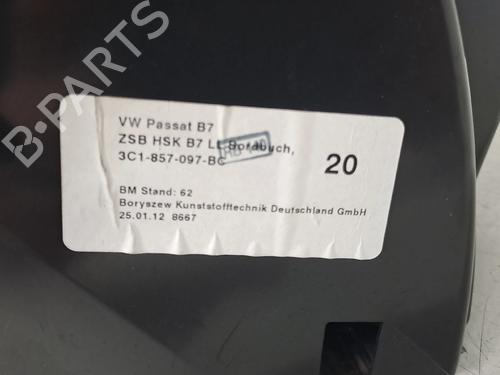 VW Passat B7
ZSB HSK B7 LL Bordbuch,
3C1-857-097-BC
20
BM Stand: 62
Boryszew Kunststofftechnik Deutschland GmbH
25.01.12 8667
B-PARTS